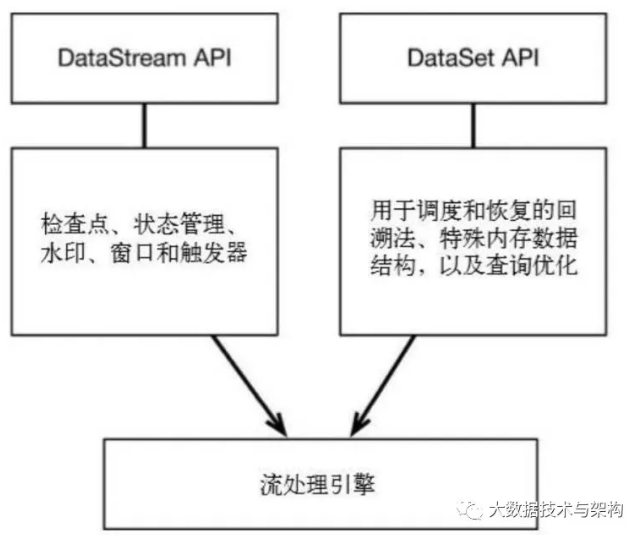 DataStream API
DataSet API
检查点、状态管理、
水印、窗口和触发器
用于调度和恢复的回
溯法、特殊内存数据
结构，以及查询优化
流处理引擎
大数据技术与架构